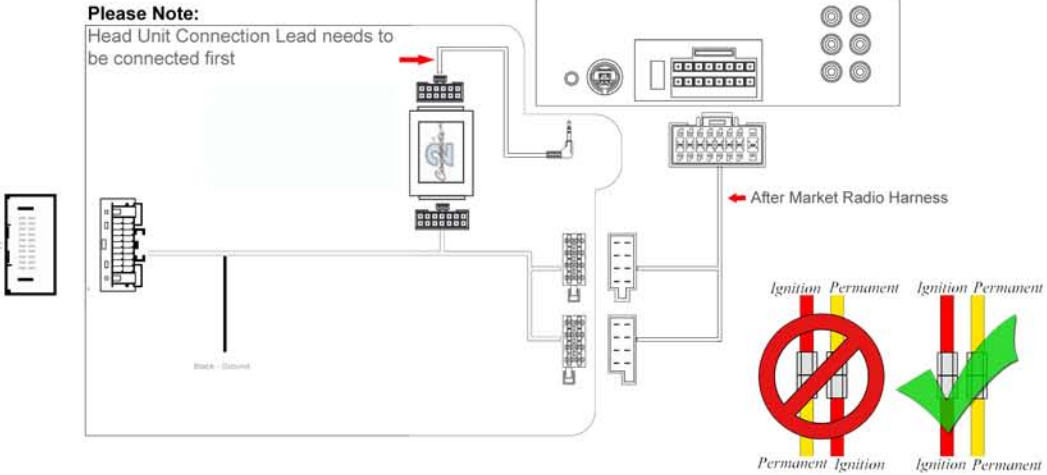 Please Note:
Head Unit Connection Lead needs to
be connected first
2
After Market Radio Harness
Black - Ground
Ignition Permanent Ignition Permanent
Permanent Ignition Ignition Permanent